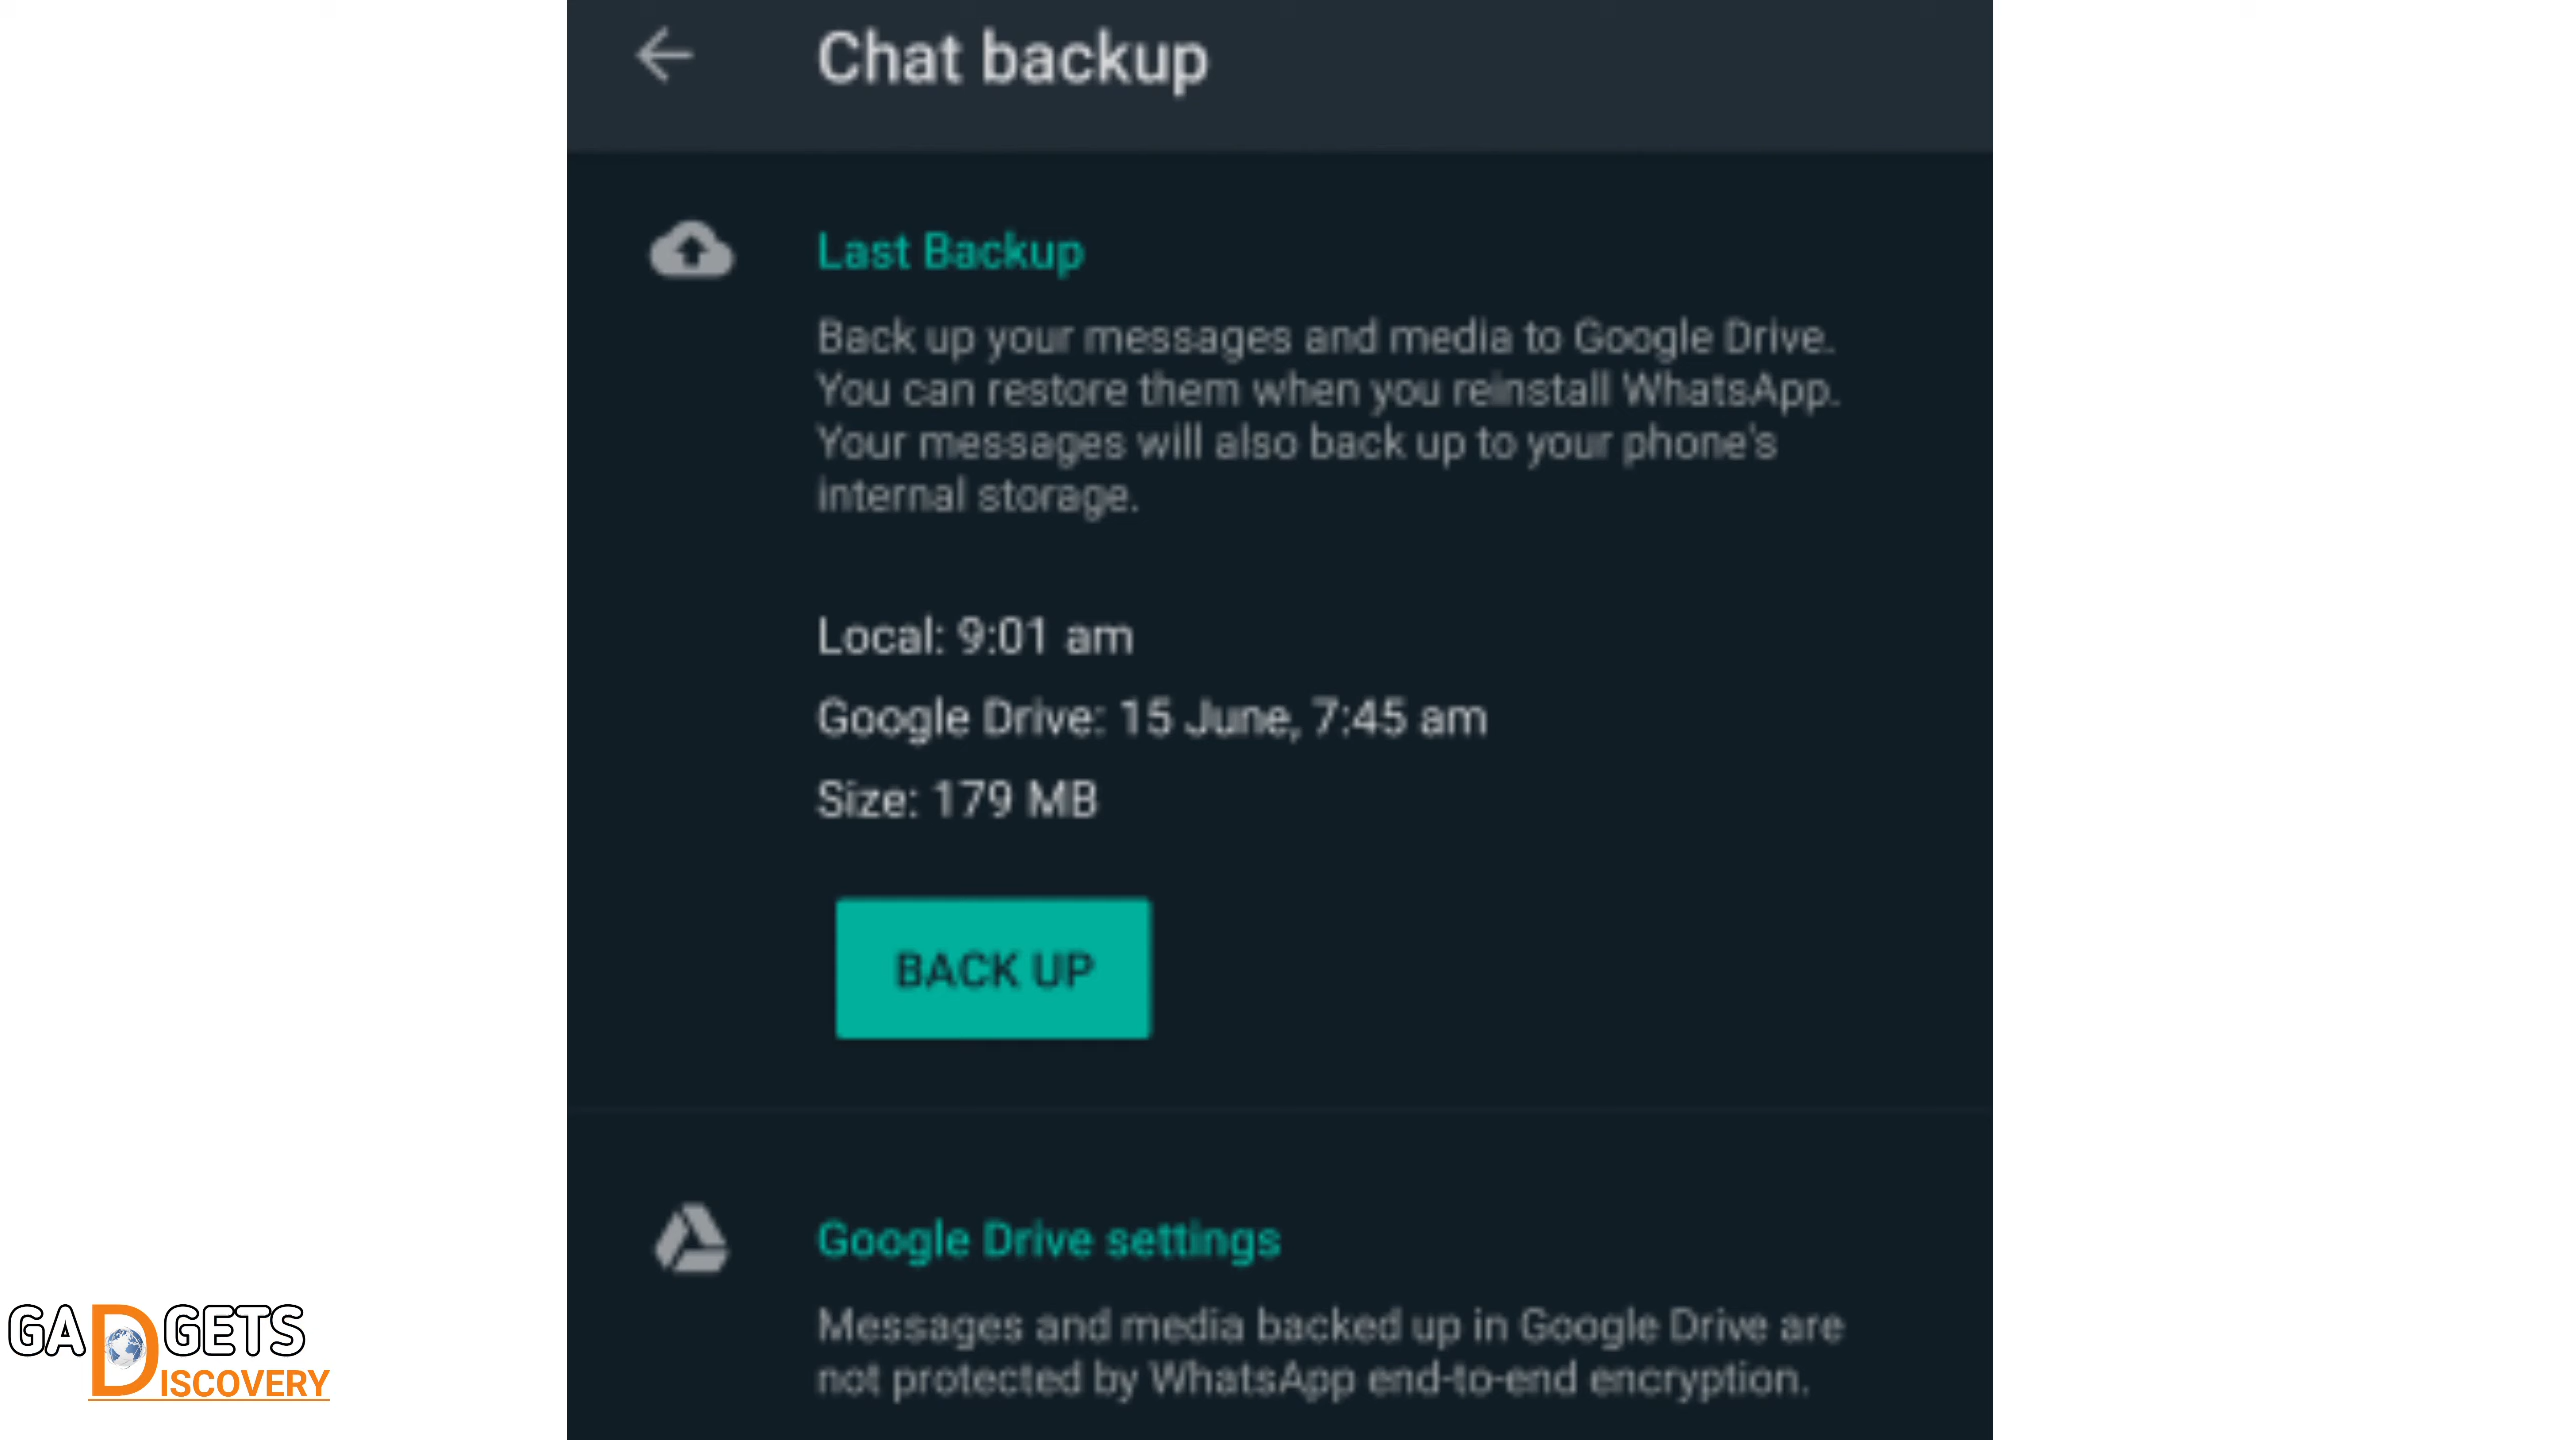 Chat backup
Last Backup
Back up your messages and media to Google Drive.
You can restore them when you reinstall WhatsApp.
Your messages will also back up to your phone's
internal storage.
Local: 9:01 am
Google Drive: 15 June, 7:45 am
Size: 179 MB
BACK UP
Google Drive settings
Messages and media backed up in Google Drive are
not protected by WhatsApp end-to-end encryption.
GADGETS
DISCOVERY